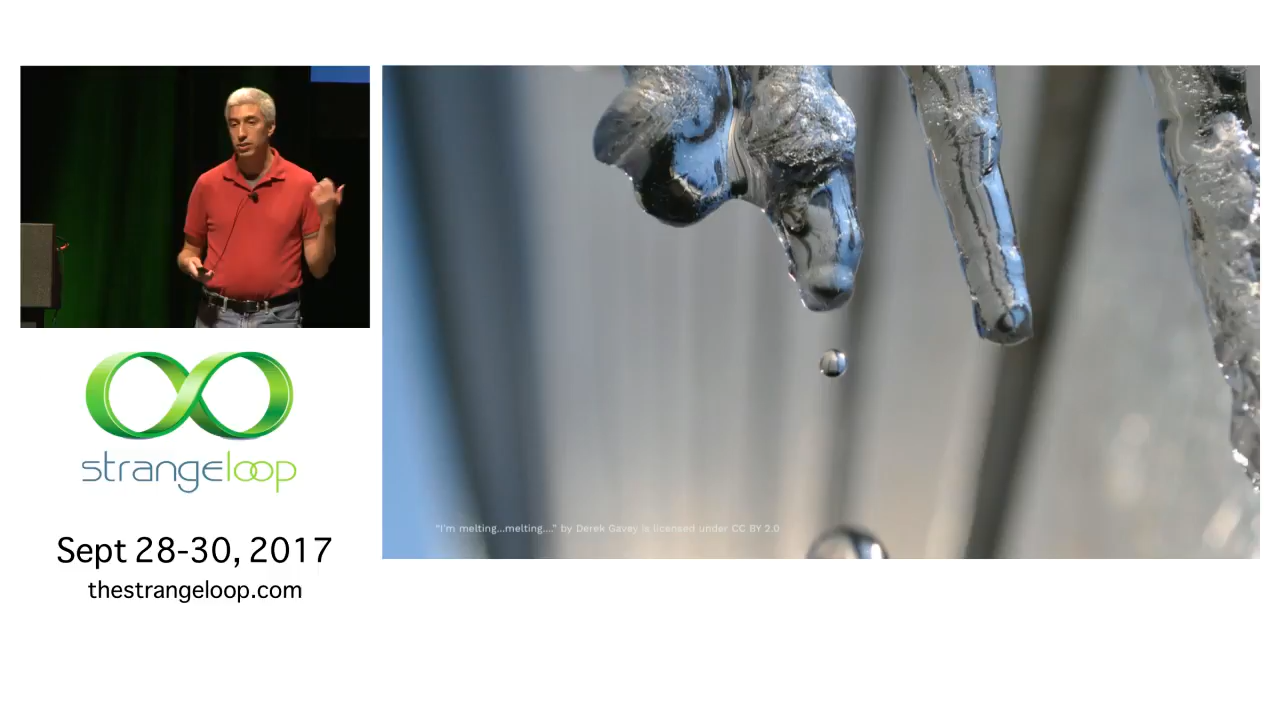 strangeloop
Sept 28-30, 2017
thestrangeloop.com
"I'm melting...melting...." by Derek Gavey is licensed under CC BY 2.0